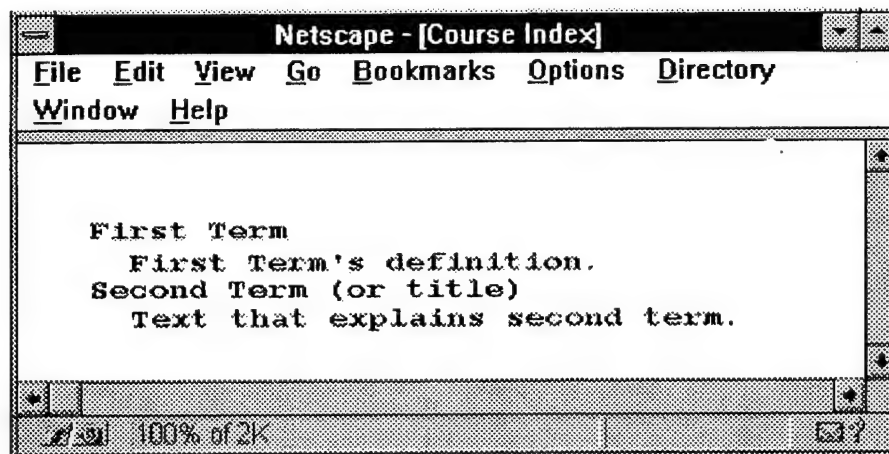 Netscape - [Course Index]
File Edit View Go Bookmarks Options Directory
Window Help
First Term
First Term's definition.
Second Term (or title)
Text that explains second term.
100% of 2K
?